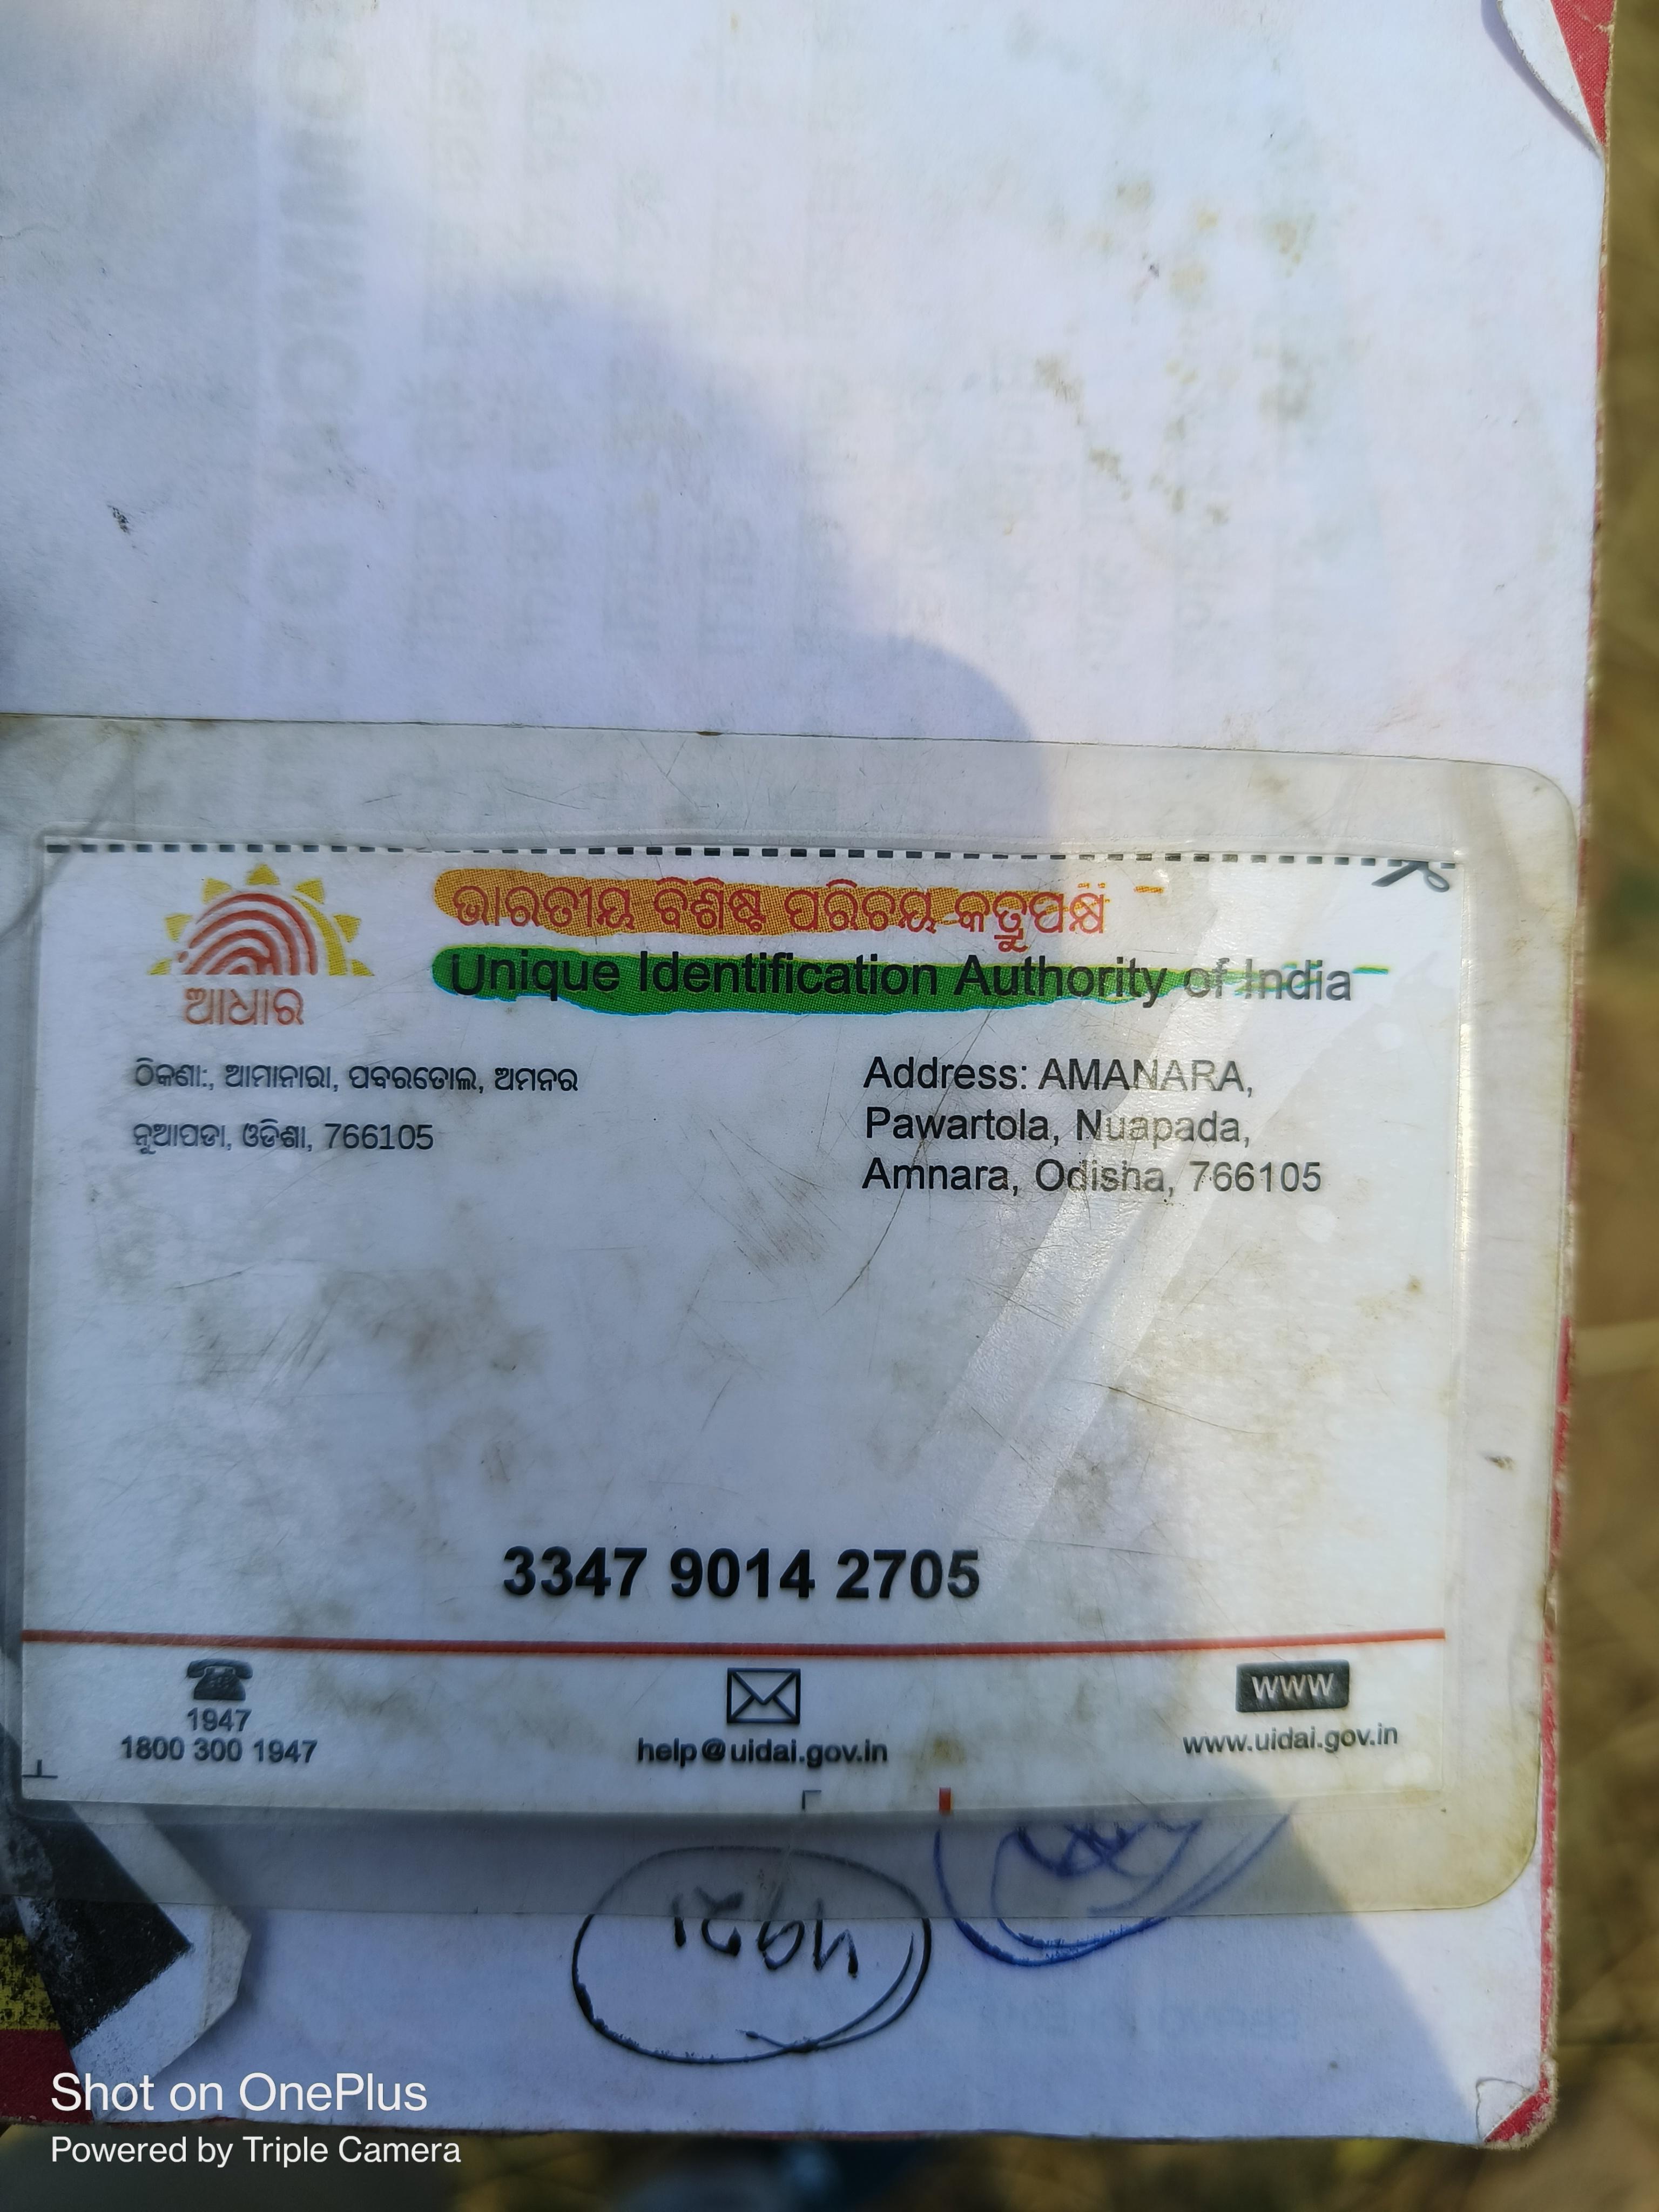 ଭାରତୀୟ ବିଶିଷ୍ଟ ପରିଚୟ କର୍ତ୍ତୃପକ୍ଷ
Unique Identification Authority of India
ଆଧାର
ଠିକଣା:, ଆମାନାରା, ପବରତୋଲ, ଅମନର
ନୂଆପଡା, ଓଡିଶା, 766105
Address: AMANARA,
Pawartola, Nuapada,
Amnara, Odisha, 766105
3347 9014 2705
1947
1800 300 1947
help@uidai.gov.in
www
www.uidai.gov.in
Shot on OnePlus
Powered by Triple Camera